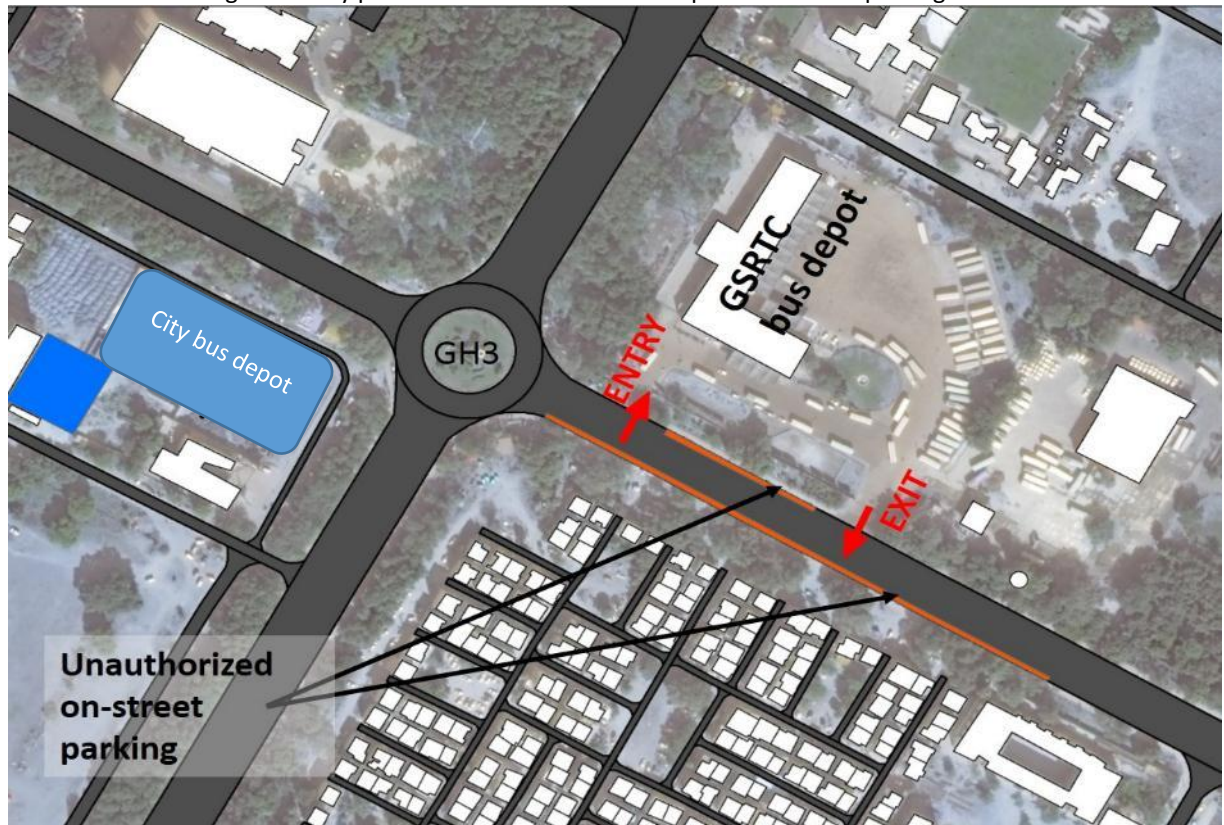 GSRTC
bus depot
City bus depot
GH3
ENTRY
EXIT
Unauthorized
on-street
parking